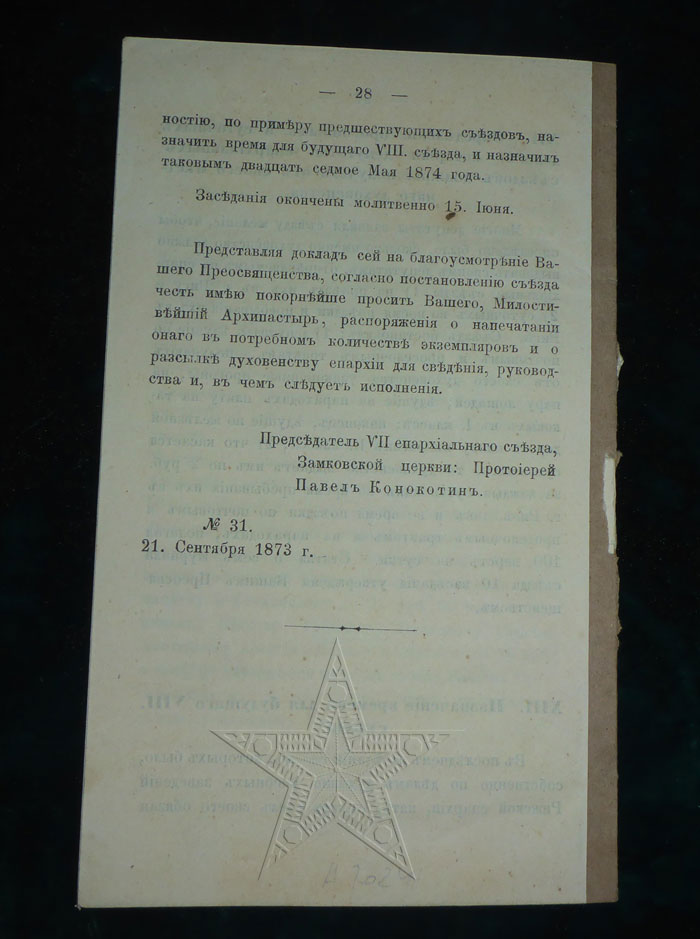 — 28 —
ностію, по примѣру предшествующихъ съѣздовъ, на-
значить время для будущаго VIII. съѣзда, и назначилъ
таковымъ двадцать седмое Мая 1874 года.
Засѣданія окончены молитвенно 15. Іюня.
Представляя докладъ сей на благоусмотрѣніе Ва-
шего Преосвященства, согласно постановленію съѣзда
честь имѣю покорнѣйше просить Вашего, Милости-
вѣйшій Архипастырь, распоряженія о напечатаніи
онаго въ потребномъ количествѣ экземпляровъ и о
разсылкѣ духовенству епархіи для свѣдѣнія, руковод-
ства и, въ чемъ слѣдуетъ исполненія.
Предсѣдатель VII епархіальнаго съѣзда,
Замковской церкви: Протоіерей
Павелъ Конокотинъ.
№ 31.
21. Сентября 1873 г.